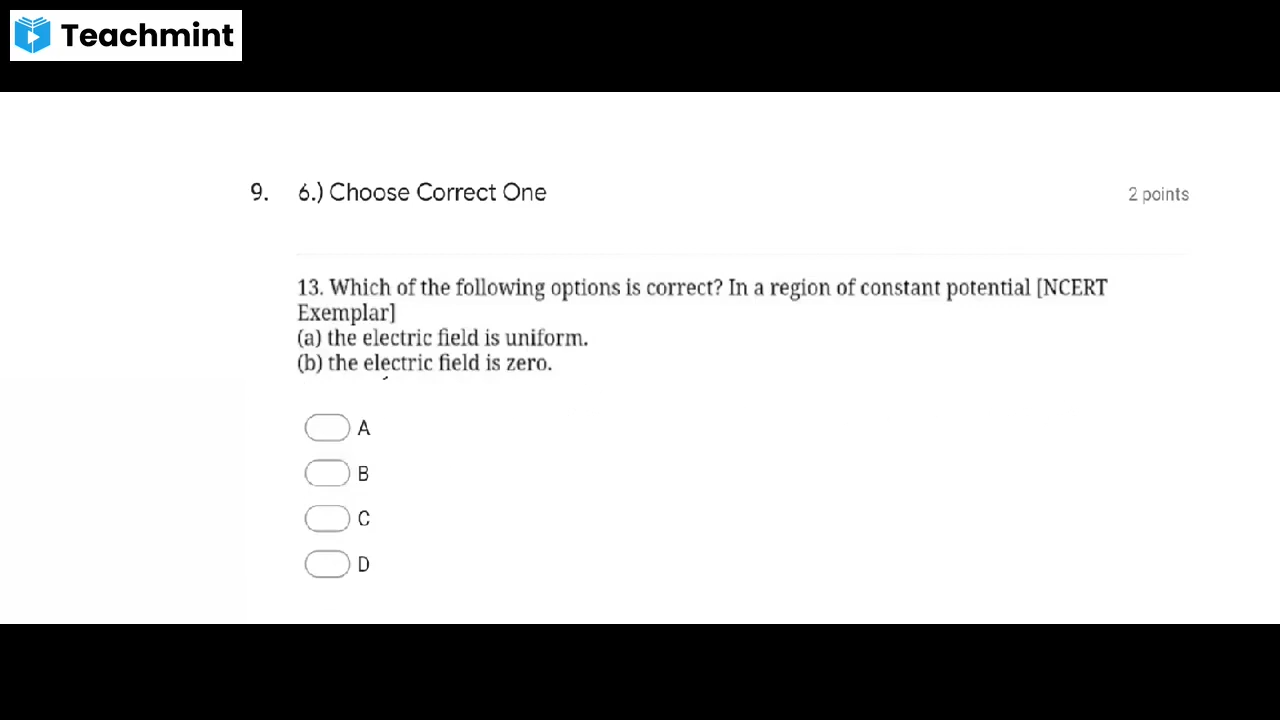 Teachmint
9. 6.) Choose Correct One
2 points
13. Which of the following options is correct? In a region of constant potential [NCERT
Exemplar]
(a) the electric field is uniform.
(b) the electric field is zero.
A
B
C
D